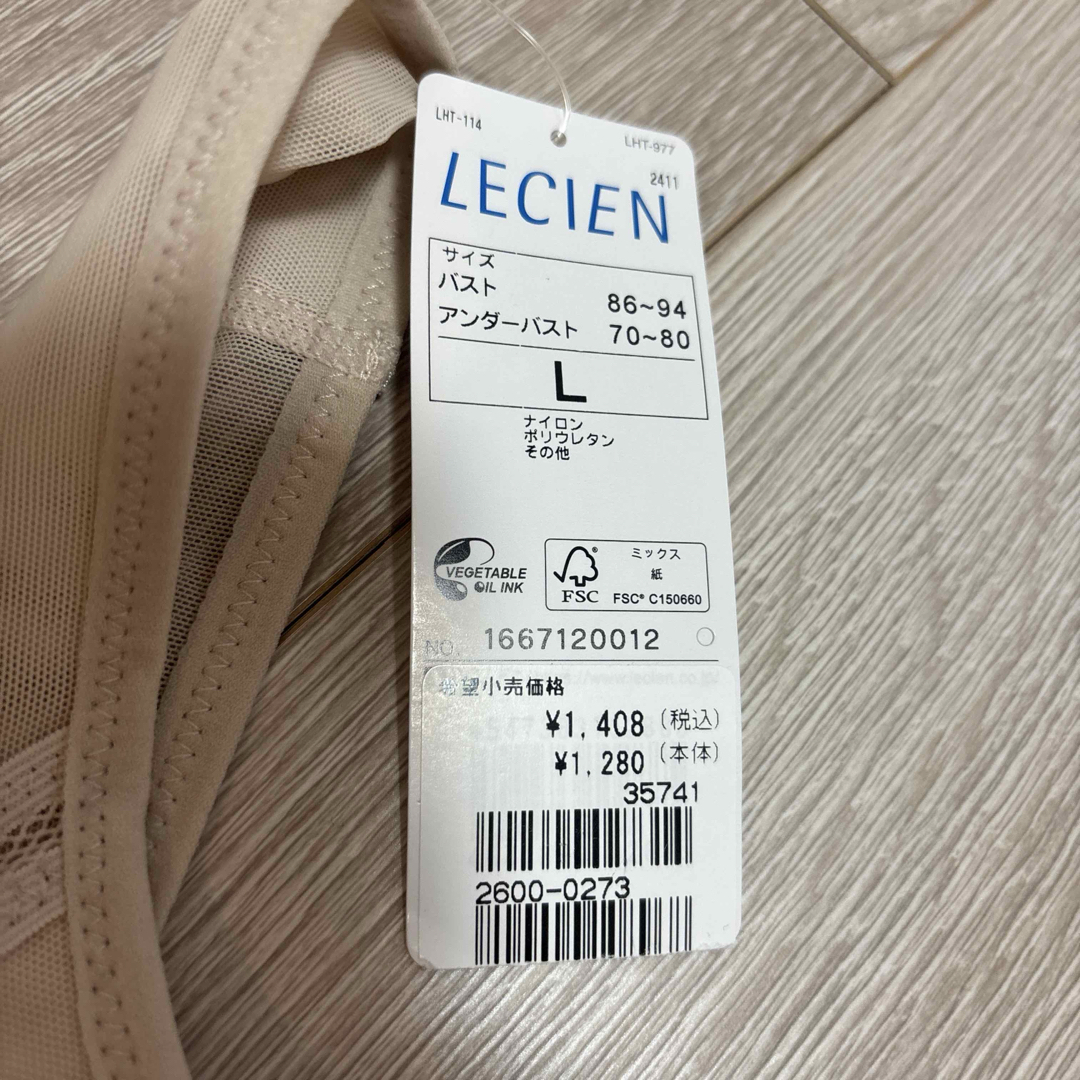 LHT-114
LHT-977
2411
LECIEN
サイズ
バスト 86~94
アンダーバスト 70~80
L
ナイロン
ポリウレタン
その他
VEGETABLE
OIL INK
FSC®
ミックス
紙
FSC® C150660
NO. 1667120012
希望小売価格
¥1,408 (税込)
¥1,280 (本体)
35741
2600-0273